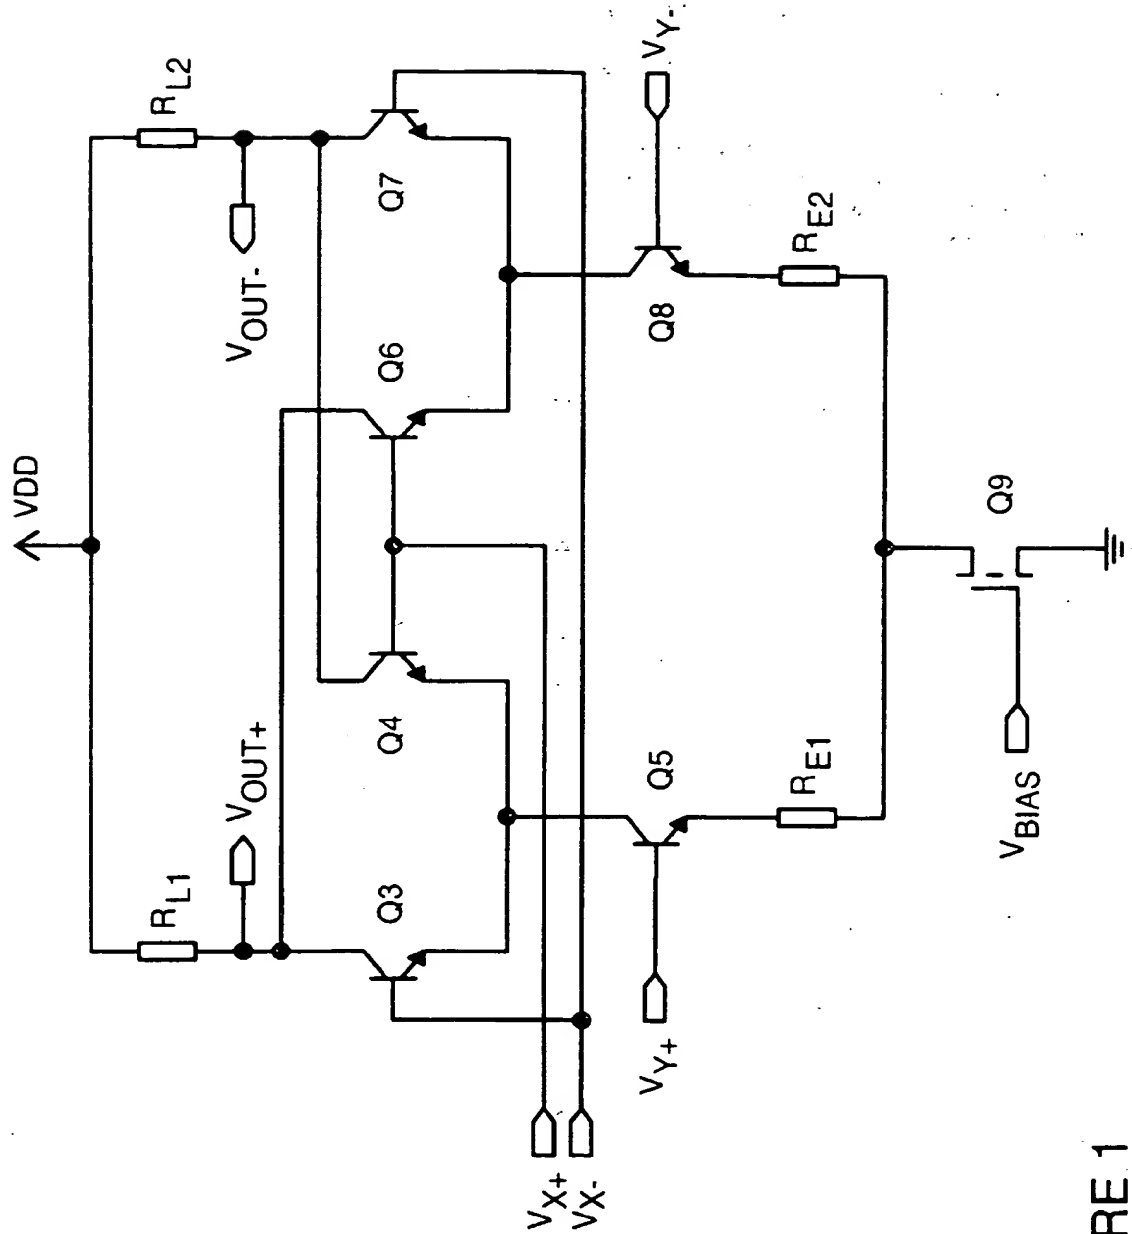 VDD
RL1
RL2
VOUT+
VOUT-
Q3
Q4
Q6
Q7
VX+
VX-
VY+
Q5
Q8
VY-
RE1
RE2
VBIAS
Q9
RE 1